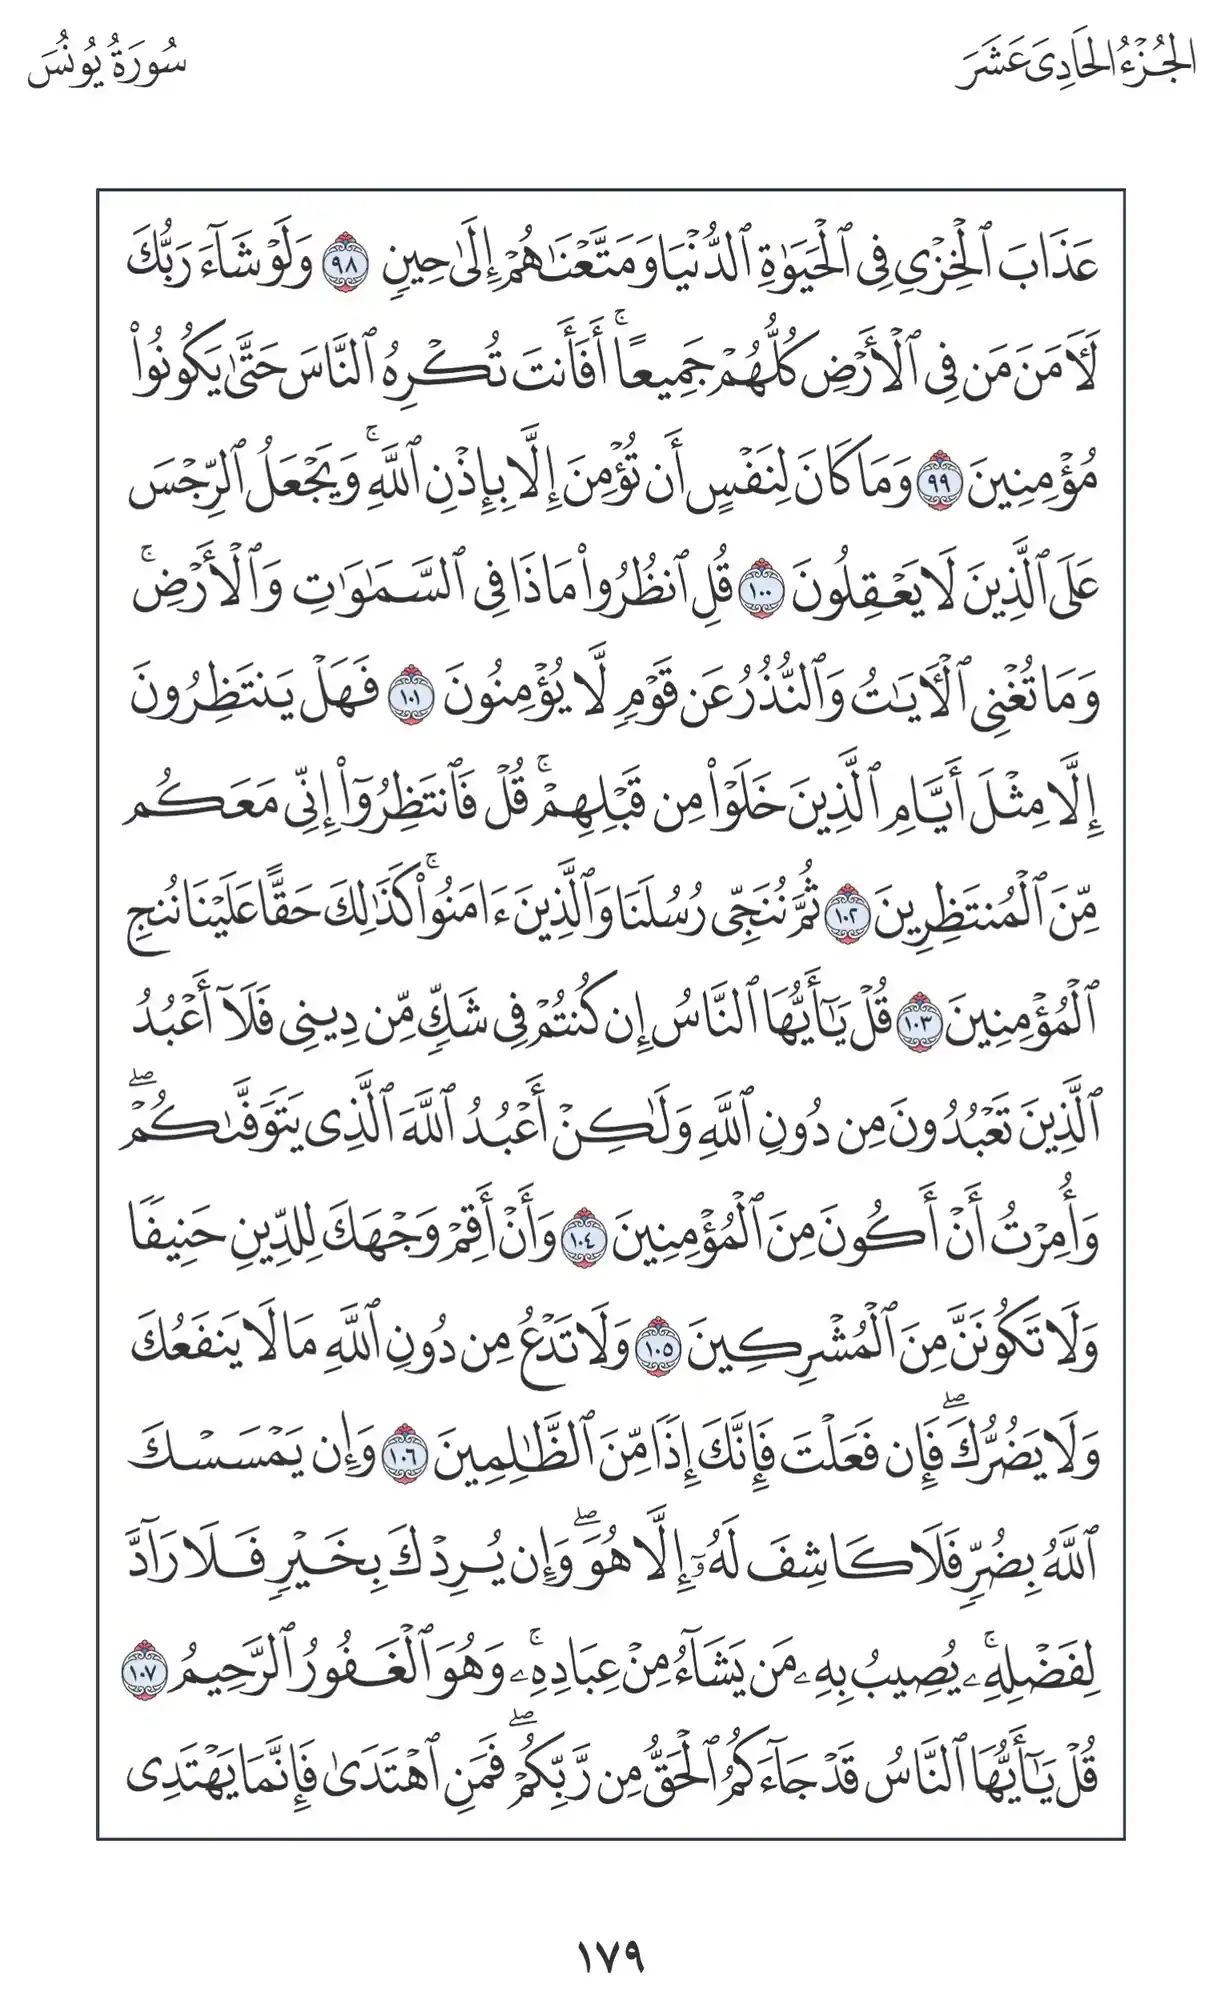 الجُزْءُ الحَادِى عَشَرَ
سُورَةُ يُونُسَ
عَذَابَ ٱلْخِزْىِ فِى ٱلْحَيَوٰةِ ٱلدُّنْيَا وَمَتَّعْنَٰهُمْ إِلَىٰ حِينٍ ٩٨ وَلَوْ شَآءَ رَبُّكَ
لَـَٔامَنَ مَن فِى ٱلْأَرْضِ كُلُّهُمْ جَمِيعًا ۚ أَفَأَنتَ تُكْرِهُ ٱلنَّاسَ حَتَّىٰ يَكُونُوا۟
مُؤْمِنِينَ ٩٩ وَمَا كَانَ لِنَفْسٍ أَن تُؤْمِنَ إِلَّا بِإِذْنِ ٱللَّهِ ۚ وَيَجْعَلُ ٱلرِّجْسَ
عَلَى ٱلَّذِينَ لَا يَعْقِلُونَ ١٠٠ قُلِ ٱنظُرُوا۟ مَاذَا فِى ٱلسَّمَٰوَٰتِ وَٱلْأَرْضِ ۚ
وَمَا تُغْنِى ٱلْـَٔايَٰتُ وَٱلنُّذُرُ عَن قَوْمٍ لَّا يُؤْمِنُونَ ١٠١ فَهَلْ يَنتَظِرُونَ
إِلَّا مِثْلَ أَيَّامِ ٱلَّذِينَ خَلَوْا۟ مِن قَبْلِهِمْ ۚ قُلْ فَٱنتَظِرُوٓا۟ إِنِّى مَعَكُم
مِّنَ ٱلْمُنتَظِرِينَ ١٠٢ ثُمَّ نُنَجِّى رُسُلَنَا وَٱلَّذِينَ ءَامَنُوا۟ ۚ كَذَٰلِكَ حَقًّا عَلَيْنَا نُنجِ
ٱلْمُؤْمِنِينَ ١٠٣ قُلْ يَٰٓأَيُّهَا ٱلنَّاسُ إِن كُنتُمْ فِى شَكٍّ مِّن دِينِى فَلَآ أَعْبُدُ
ٱلَّذِينَ تَعْبُدُونَ مِن دُونِ ٱللَّهِ وَلَٰكِنْ أَعْبُدُ ٱللَّهَ ٱلَّذِى يَتَوَفَّىٰكُمْ ۖ
وَأُمِرْتُ أَنْ أَكُونَ مِنَ ٱلْمُؤْمِنِينَ ١٠٤ وَأَنْ أَقِمْ وَجْهَكَ لِلدِّينِ حَنِيفًا
وَلَا تَكُونَنَّ مِنَ ٱلْمُشْرِكِينَ ١٠٥ وَلَا تَدْعُ مِن دُونِ ٱللَّهِ مَا لَا يَنفَعُكَ
وَلَا يَضُرُّكَ ۖ فَإِن فَعَلْتَ فَإِنَّكَ إِذًا مِّنَ ٱلظَّٰلِمِينَ ١٠٦ وَإِن يَمْسَسْكَ
ٱللَّهُ بِضُرٍّ فَلَا كَاشِفَ لَهُۥٓ إِلَّا هُوَ ۖ وَإِن يُرِدْكَ بِخَيْرٍ فَلَا رَآدَّ
لِفَضْلِهِۦ ۚ يُصِيبُ بِهِۦ مَن يَشَآءُ مِنْ عِبَادِهِۦ ۚ وَهُوَ ٱلْغَفُورُ ٱلرَّحِيمُ ١٠٧
قُلْ يَٰٓأَيُّهَا ٱلنَّاسُ قَدْ جَآءَكُمُ ٱلْحَقُّ مِن رَّبِّكُمْ ۖ فَمَنِ ٱهْتَدَىٰ فَإِنَّمَا يَهْتَدِى
١٧٩